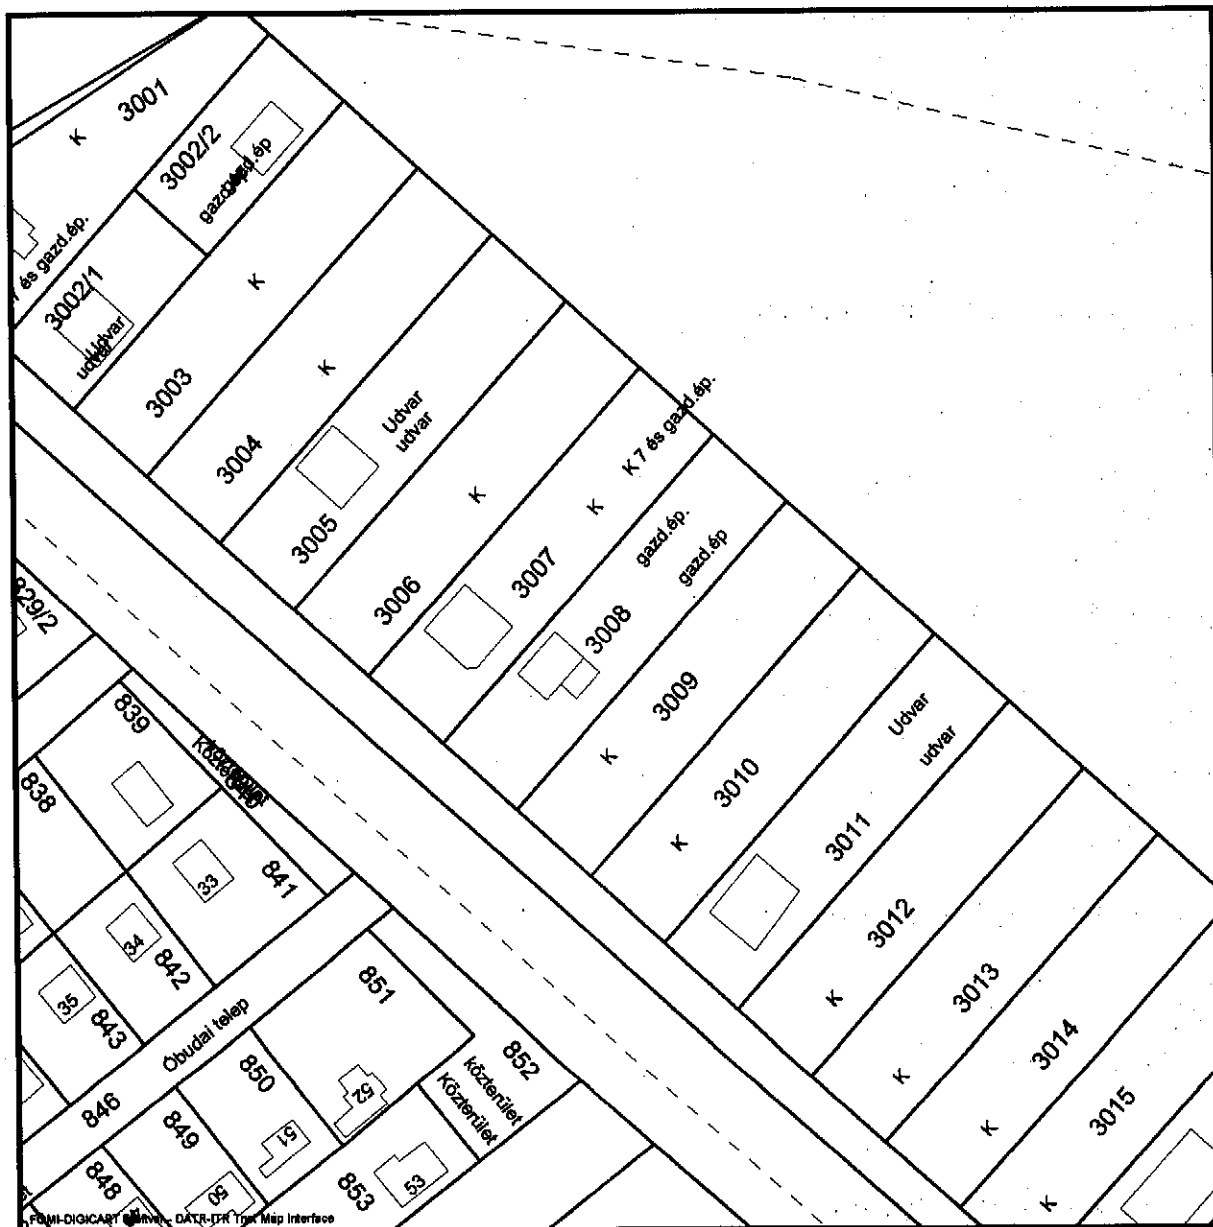 3001
K
3002/2
gazd.ép
és gazd.ép.
3002/1
Udvar
udvar
K
3003
K
3004
Udvar
udvar
3005
K
3006
K 7 és gazd.ép.
K
3007
gazd.ép.
gazd.ép
3008
3009
K
3010
K
Udvar
udvar
3011
3012
K
3013
K
3014
K
3015
K
829/2
839
838
33
841
34
842
35
843
Óbudai telep
846
851
852
közterület
Közterület
850
52
849
51
848
50
853
53
FÖMI-DIGICART
DATR-ITR
Map Interface